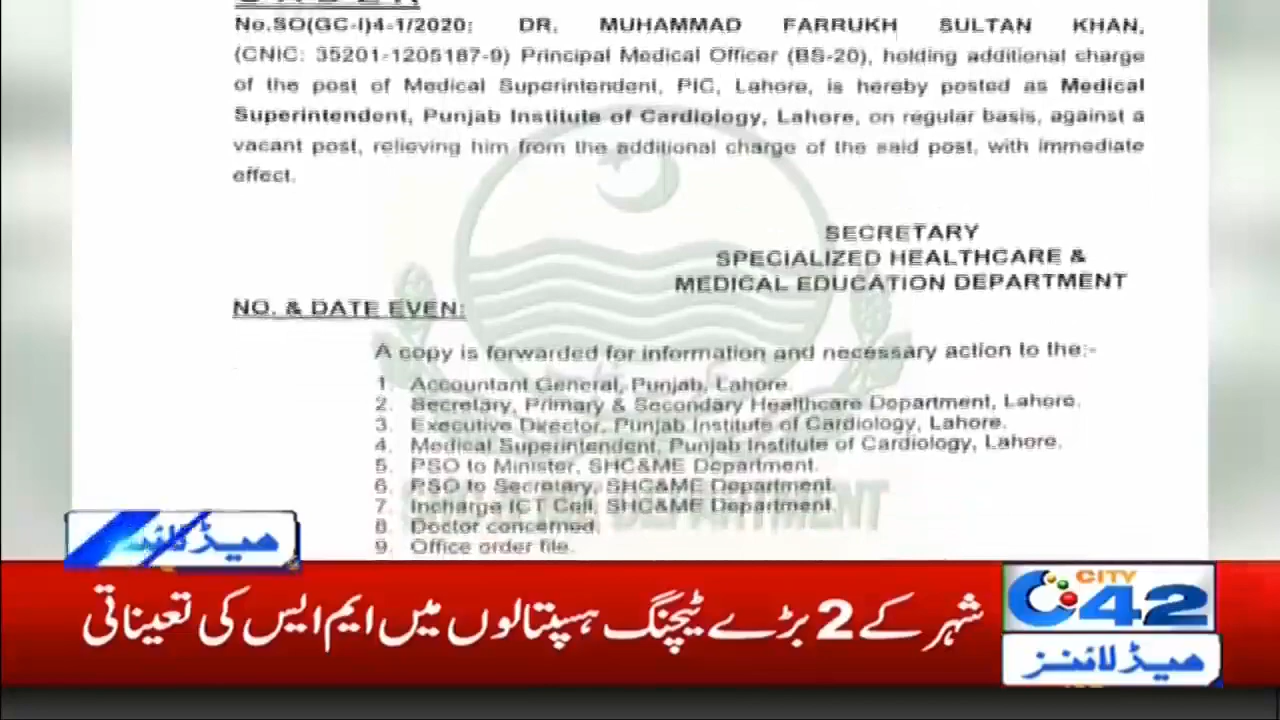 ORDER
No.SO(GC-I)4-1/2020: DR. MUHAMMAD FARRUKH SULTAN KHAN,
(CNIC: 35201-1205187-9) Principal Medical Officer (BS-20), holding additional charge
of the post of Medical Superintendent, PIC, Lahore, is hereby posted as Medical
Superintendent, Punjab Institute of Cardiology, Lahore, on regular basis, against a
vacant post, relieving him from the additional charge of the said post, with immediate
effect.
SECRETARY
SPECIALIZED HEALTHCARE &
MEDICAL EDUCATION DEPARTMENT
NO. & DATE EVEN:
A copy is forwarded for information and necessary action to the:-
1. Accountant General, Punjab, Lahore.
2. Secretary, Primary & Secondary Healthcare Department, Lahore.
3. Executive Director, Punjab Institute of Cardiology, Lahore.
4. Medical Superintendent, Punjab Institute of Cardiology, Lahore.
5. PSO to Minister, SHC&ME Department.
6. PSO to Secretary, SHC&ME Department.
7. Incharge ICT Cell, SHC&ME Department.
8. Doctor concerned.
9. Office order file.
DEPARTMENT
ہیڈلائنز
شہر کے 2 بڑے ٹیچنگ ہسپتالوں میں ایم ایس کی تعیناتی
CITY
42
ہیڈلائنز